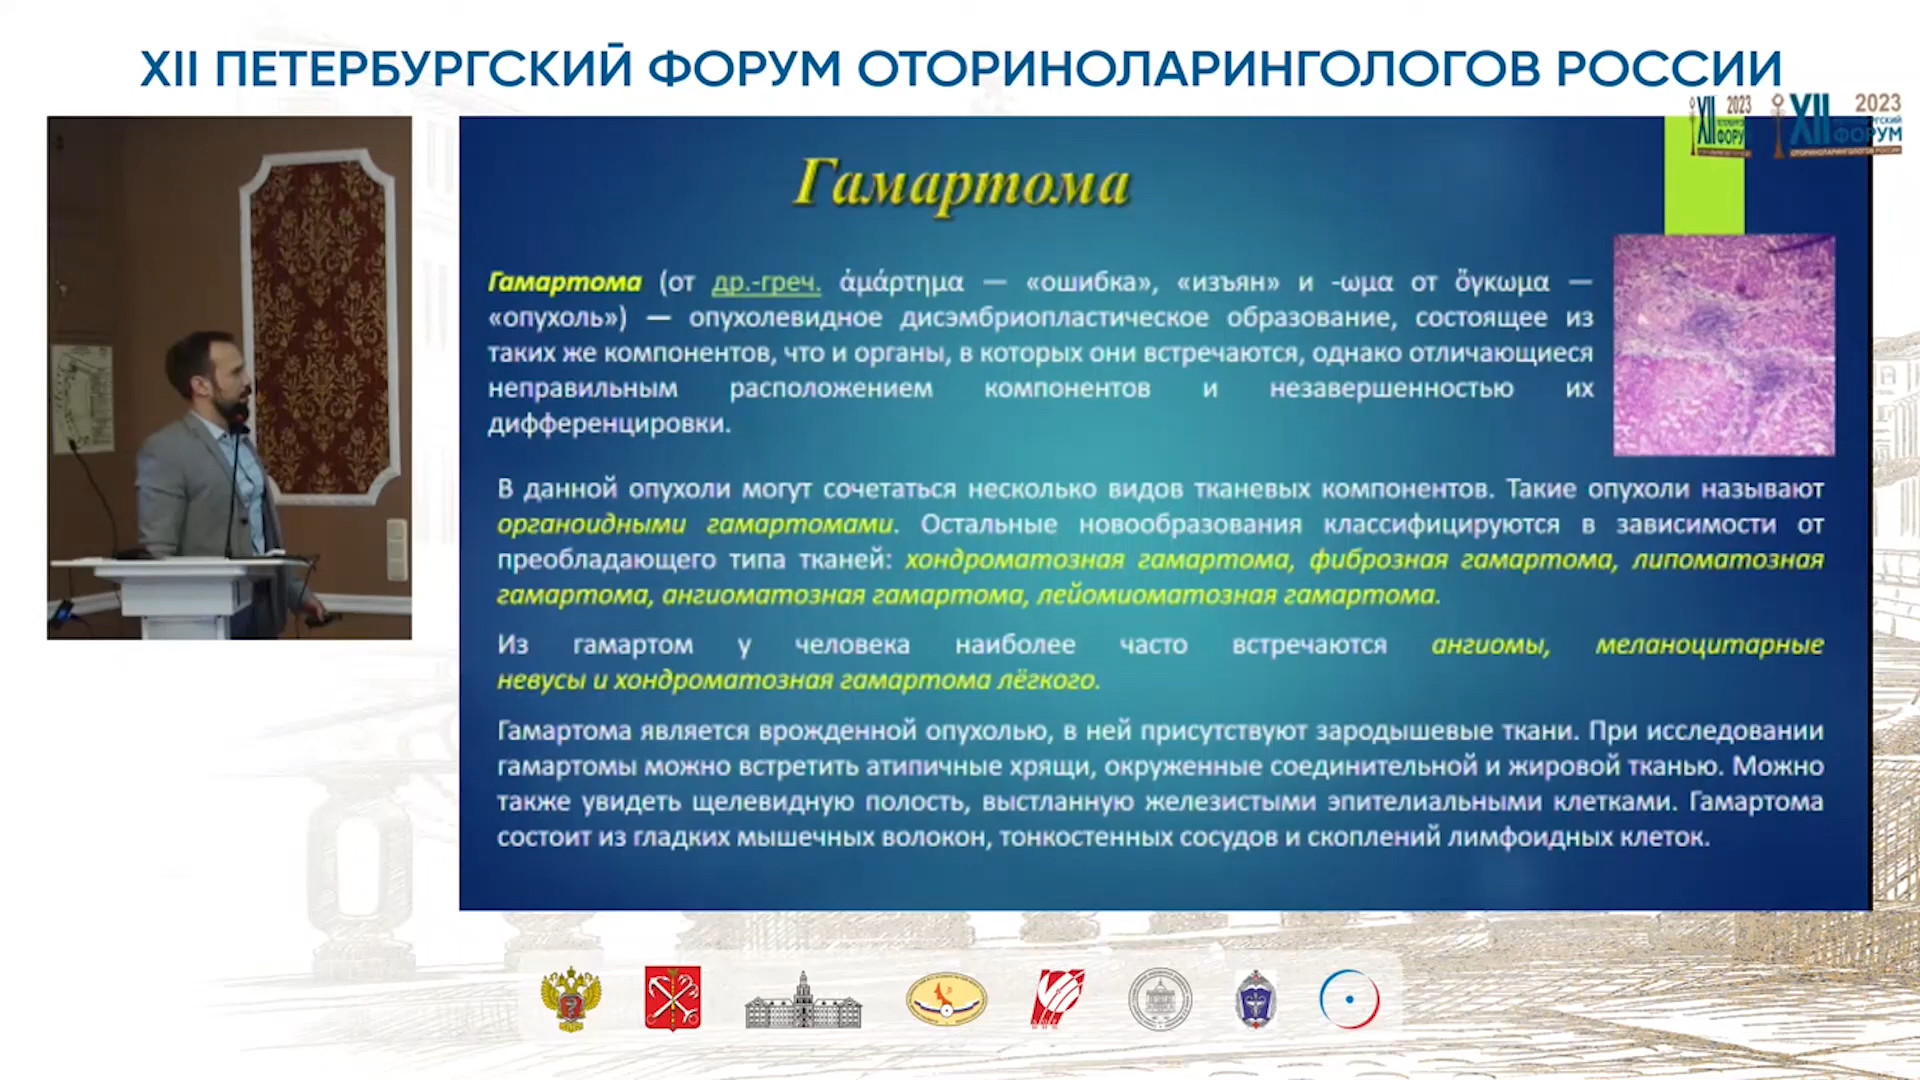 XII ПЕТЕРБУРГСКИЙ ФОРУМ ОТОРИНОЛАРИНГОЛОГОВ РОССИИ
XII 2023
XII 2023
ФОРУМ
ОТОРИНОЛАРИНГОЛОГОВ РОССИИ
Гамартома
Гамартома (от др.-греч. ἁμάρτημα — «ошибка», «изъян» и -ωμα от ὄγκωμα —
«опухоль») — опухолевидное дисэмбриопластическое образование, состоящее из
таких же компонентов, что и органы, в которых они встречаются, однако отличающиеся
неправильным расположением компонентов и незавершенностью их
дифференцировки.
В данной опухоли могут сочетаться несколько видов тканевых компонентов. Такие опухоли называют
органоидными гамартомами. Остальные новообразования классифицируются в зависимости от
преобладающего типа тканей: хондроматозная гамартома, фиброзная гамартома, липоматозная
гамартома, ангиоматозная гамартома, лейомиоматозная гамартома.
Из гамартом у человека наиболее часто встречаются ангиомы, меланоцитарные
невусы и хондроматозная гамартома лёгкого.
Гамартома является врожденной опухолью, в ней присутствуют зародышевые ткани. При исследовании
гамартомы можно встретить атипичные хрящи, окруженные соединительной и жировой тканью. Можно
также увидеть щелевидную полость, выстланную железистыми эпителиальными клетками. Гамартома
состоит из гладких мышечных волокон, тонкостенных сосудов и скоплений лимфоидных клеток.